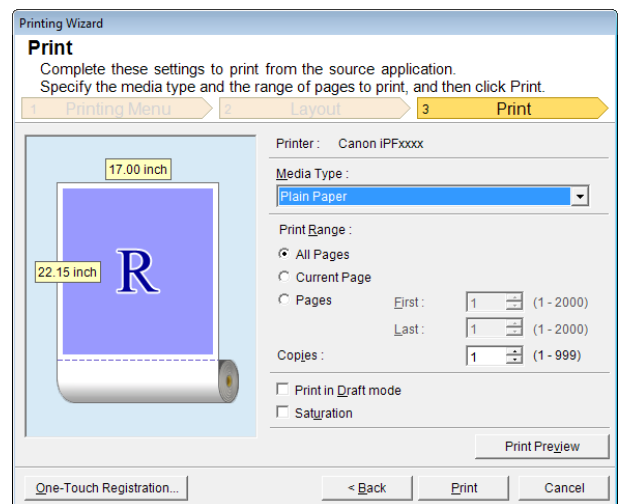 Printing Wizard
Print
Complete these settings to print from the source application.
Specify the media type and the range of pages to print, and then click Print.
1 Printing Menu 2 Layout 3 Print
17.00 inch
22.15 inch
R
Printer : Canon iPFxxxx
Media Type :
Plain Paper
Print Range :
All Pages
Current Page
Pages First : 1 (1 - 2000)
Last : 1 (1 - 2000)
Copies : 1 (1 - 999)
Print in Draft mode
Saturation
Print Preview
One-Touch Registration... < Back Print Cancel